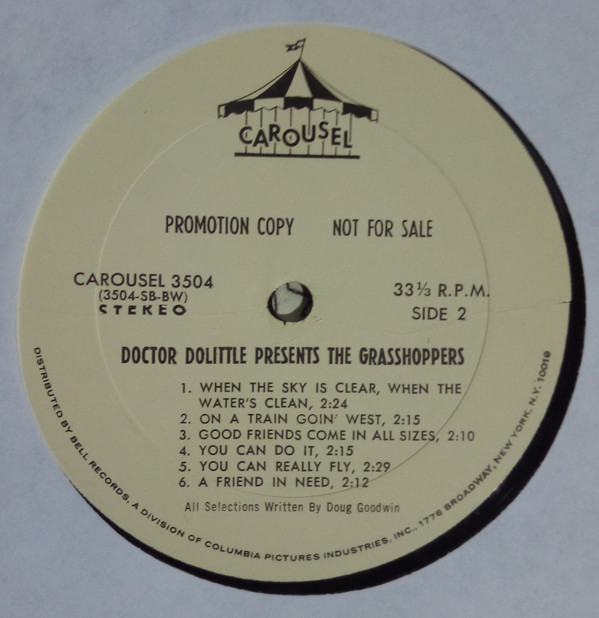 CAROUSEL
PROMOTION COPY NOT FOR SALE
CAROUSEL 3504
(3504-SB-BW)
STEREO
33⅓ R.P.M.
SIDE 2
DOCTOR DOLITTLE PRESENTS THE GRASSHOPPERS
1. WHEN THE SKY IS CLEAR, WHEN THE
WATER'S CLEAN, 2:24
2. ON A TRAIN GOIN' WEST, 2:15
3. GOOD FRIENDS COME IN ALL SIZES, 2:10
4. YOU CAN DO IT, 2:15
5. YOU CAN REALLY FLY, 2:29
6. A FRIEND IN NEED, 2:12
All Selections Written By Doug Goodwin
DISTRIBUTED BY BELL RECORDS, A DIVISION OF COLUMBIA PICTURES INDUSTRIES, INC., 1776 BROADWAY, NEW YORK, N.Y. 10019